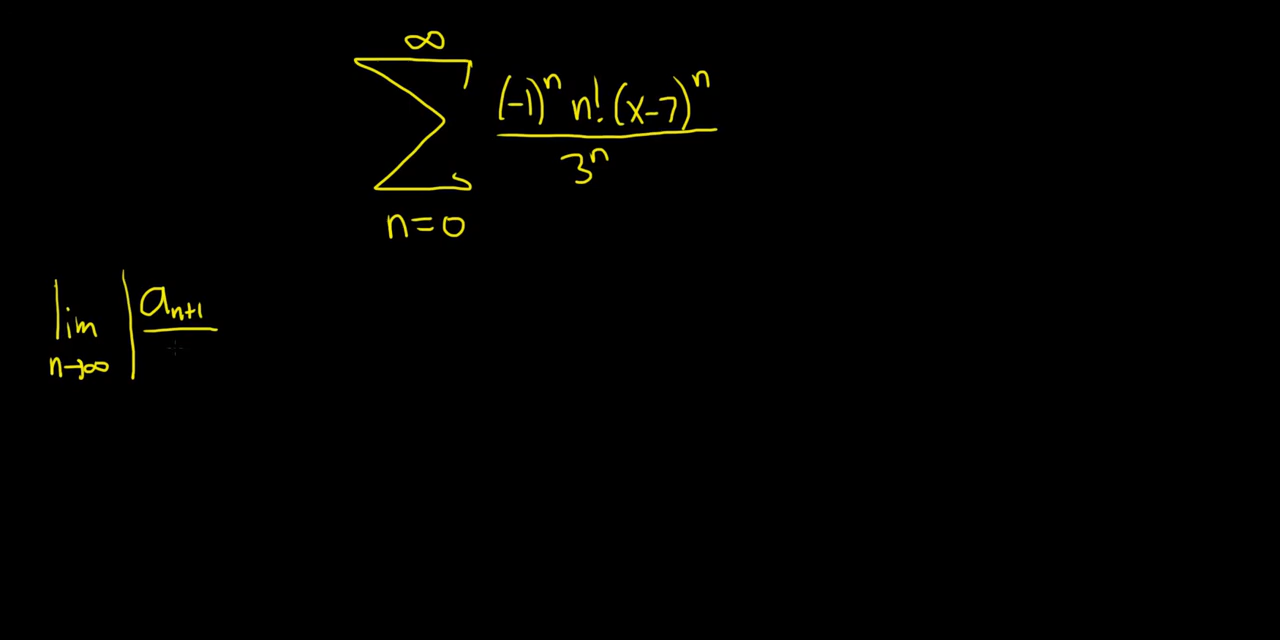 ∞
∑ (-1)^n n! (x-7)^n / 3^n
n=0
lim | a_{n+1} /
n→∞